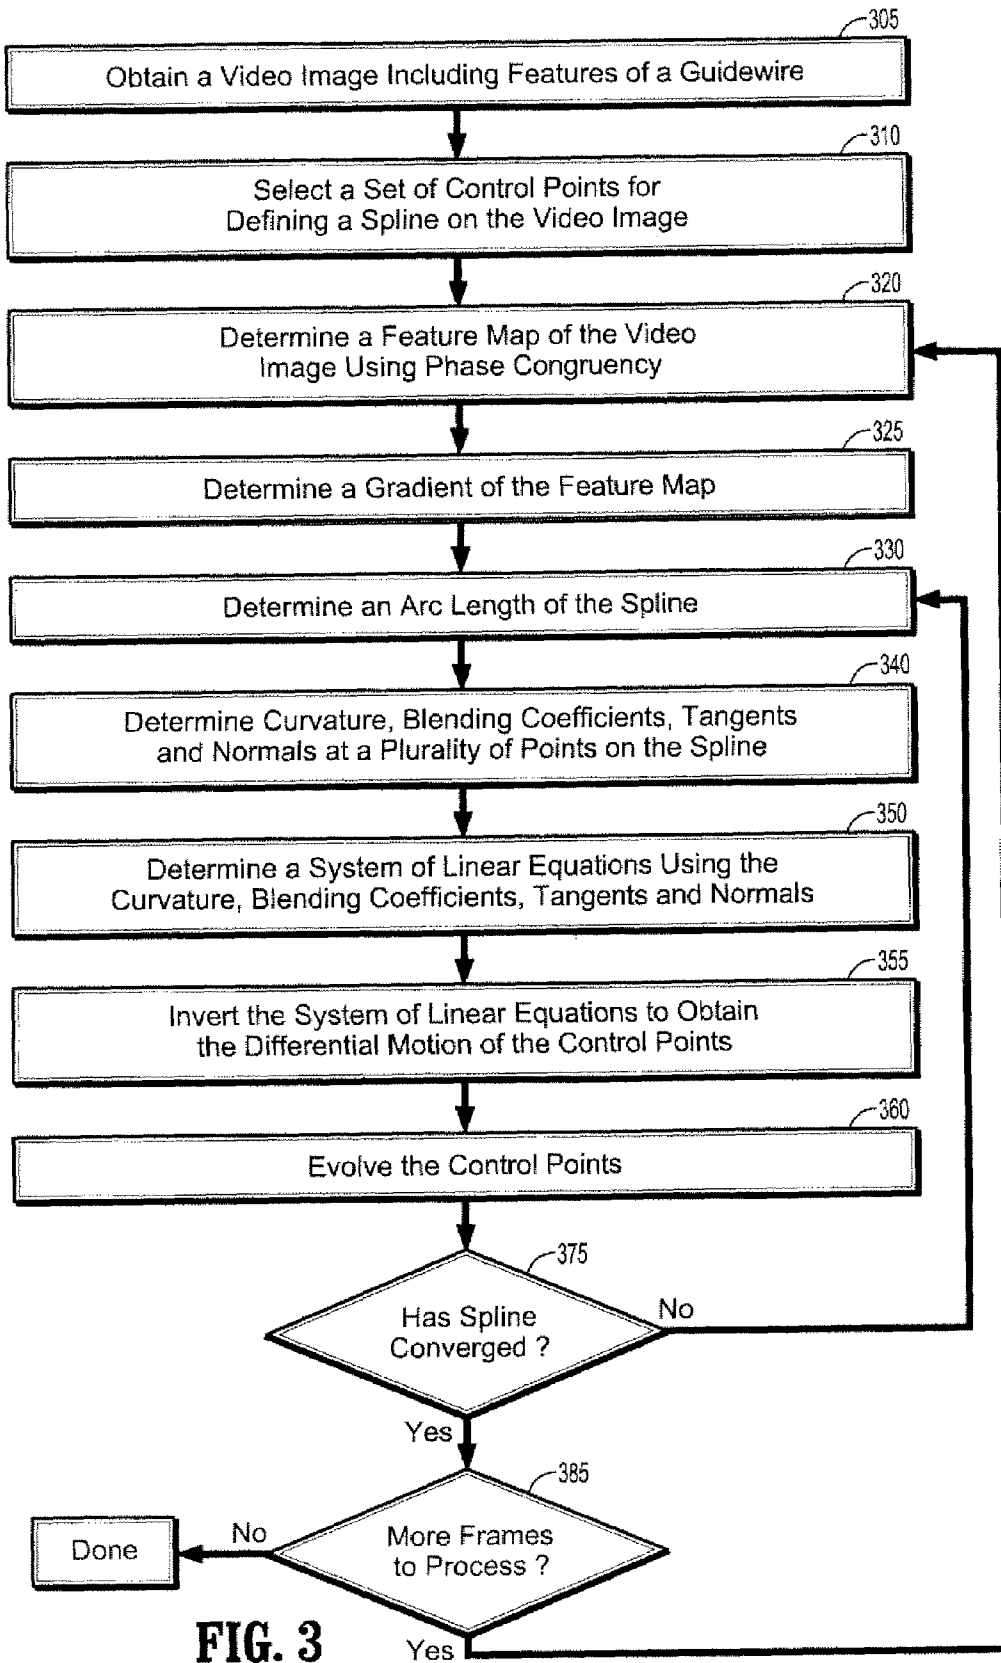 305
Obtain a Video Image Including Features of a Guidewire
310
Select a Set of Control Points for
Defining a Spline on the Video Image
320
Determine a Feature Map of the Video
Image Using Phase Congruency
325
Determine a Gradient of the Feature Map
330
Determine an Arc Length of the Spline
340
Determine Curvature, Blending Coefficients, Tangents
and Normals at a Plurality of Points on the Spline
350
Determine a System of Linear Equations Using the
Curvature, Blending Coefficients, Tangents and Normals
355
Invert the System of Linear Equations to Obtain
the Differential Motion of the Control Points
360
Evolve the Control Points
375
Has Spline
Converged ?
No
Yes
385
More Frames
to Process ?
No
Done
Yes
FIG. 3